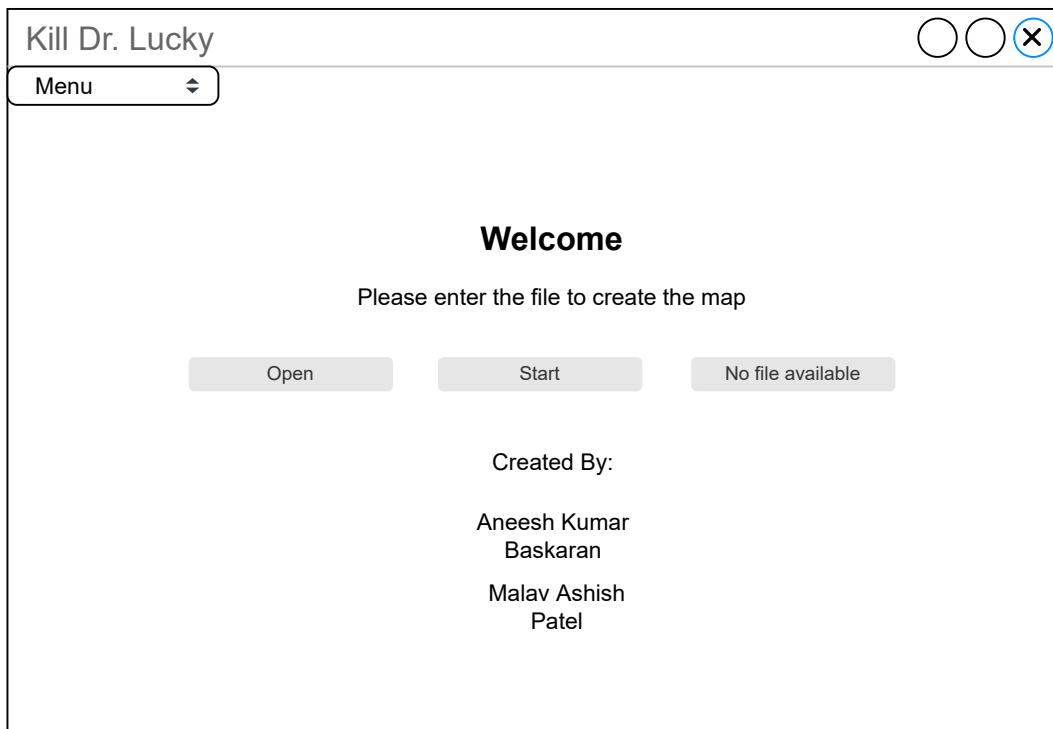 Kill Dr. Lucky
Menu
Welcome
Please enter the file to create the map
Open
Start
No file available
Created By:
Aneesh Kumar
Baskaran
Malav Ashish
Patel